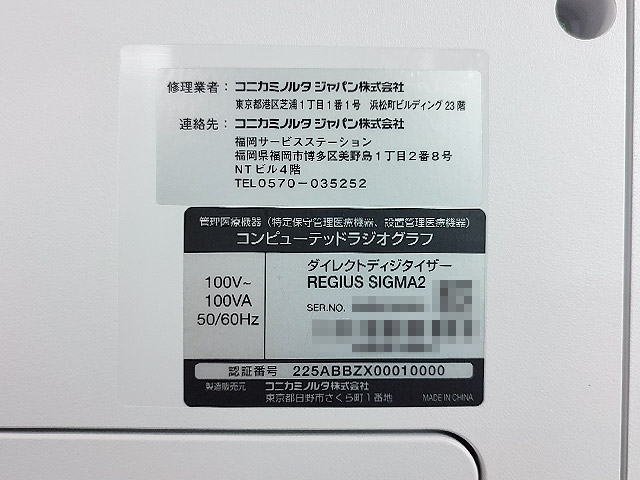 修理業者：コニカミノルタ ジャパン株式会社
東京都港区芝浦1丁目1番1号 浜松町ビルディング23階
連絡先：コニカミノルタ ジャパン株式会社
福岡サービスステーション
福岡県福岡市博多区美野島1丁目2番8号
NTビル4階
TEL0570-035252
管理医療機器（特定保守管理医療機器、設置管理医療機器）
コンピューテッドラジオグラフ
100V~
100VA
50/60Hz
ダイレクトディジタイザー
REGIUS SIGMA2
SER.NO.
認証番号 225ABBZX00010000
製造販売元 コニカミノルタ株式会社
東京都日野市さくら町1番地 MADE IN CHINA